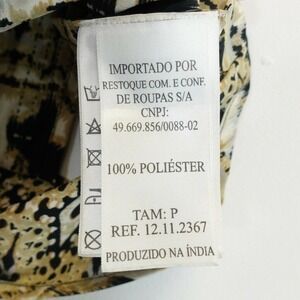 IMPORTADO POR
RESTOQUE COM. E CONF.
DE ROUPAS S/A
CNPJ:
49.669.856/0088-02
100% POLIÉSTER
TAM: P
REF. 12.11.2367
PRODUZIDO NA ÍNDIA